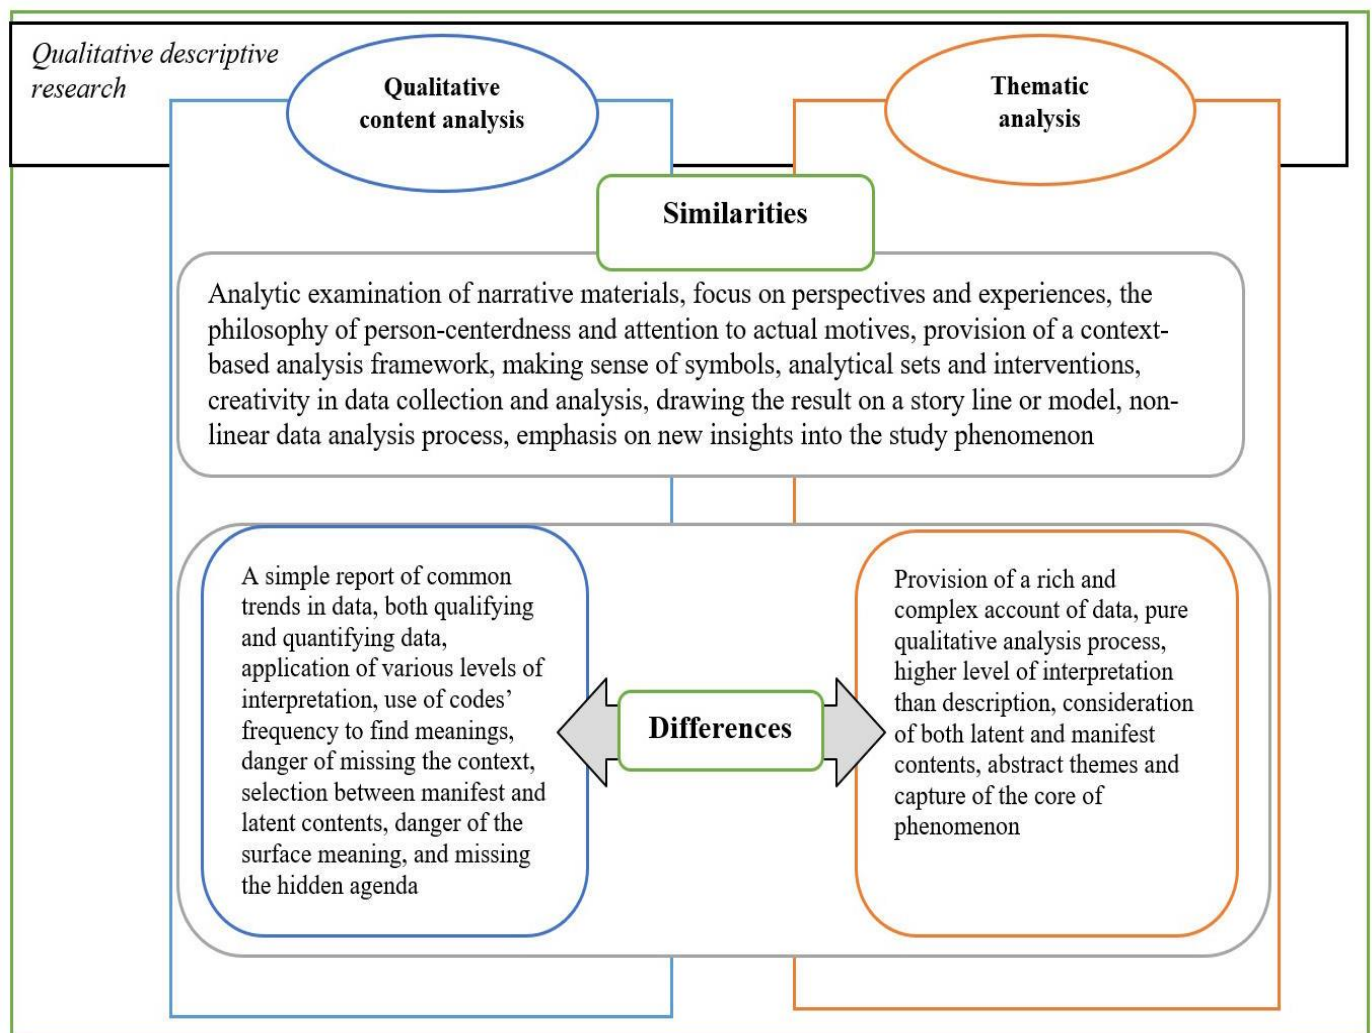 Qualitative descriptive
research
Qualitative
content analysis
Thematic
analysis
Similarities
Analytic examination of narrative materials, focus on perspectives and experiences, the
philosophy of person-centerdness and attention to actual motives, provision of a context-
based analysis framework, making sense of symbols, analytical sets and interventions,
creativity in data collection and analysis, drawing the result on a story line or model, non-
linear data analysis process, emphasis on new insights into the study phenomenon
A simple report of common
trends in data, both qualifying
and quantifying data,
application of various levels of
interpretation, use of codes’
frequency to find meanings,
danger of missing the context,
selection between manifest and
latent contents, danger of the
surface meaning, and missing
the hidden agenda
Differences
Provision of a rich and
complex account of data, pure
qualitative analysis process,
higher level of interpretation
than description, consideration
of both latent and manifest
contents, abstract themes and
capture of the core of
phenomenon